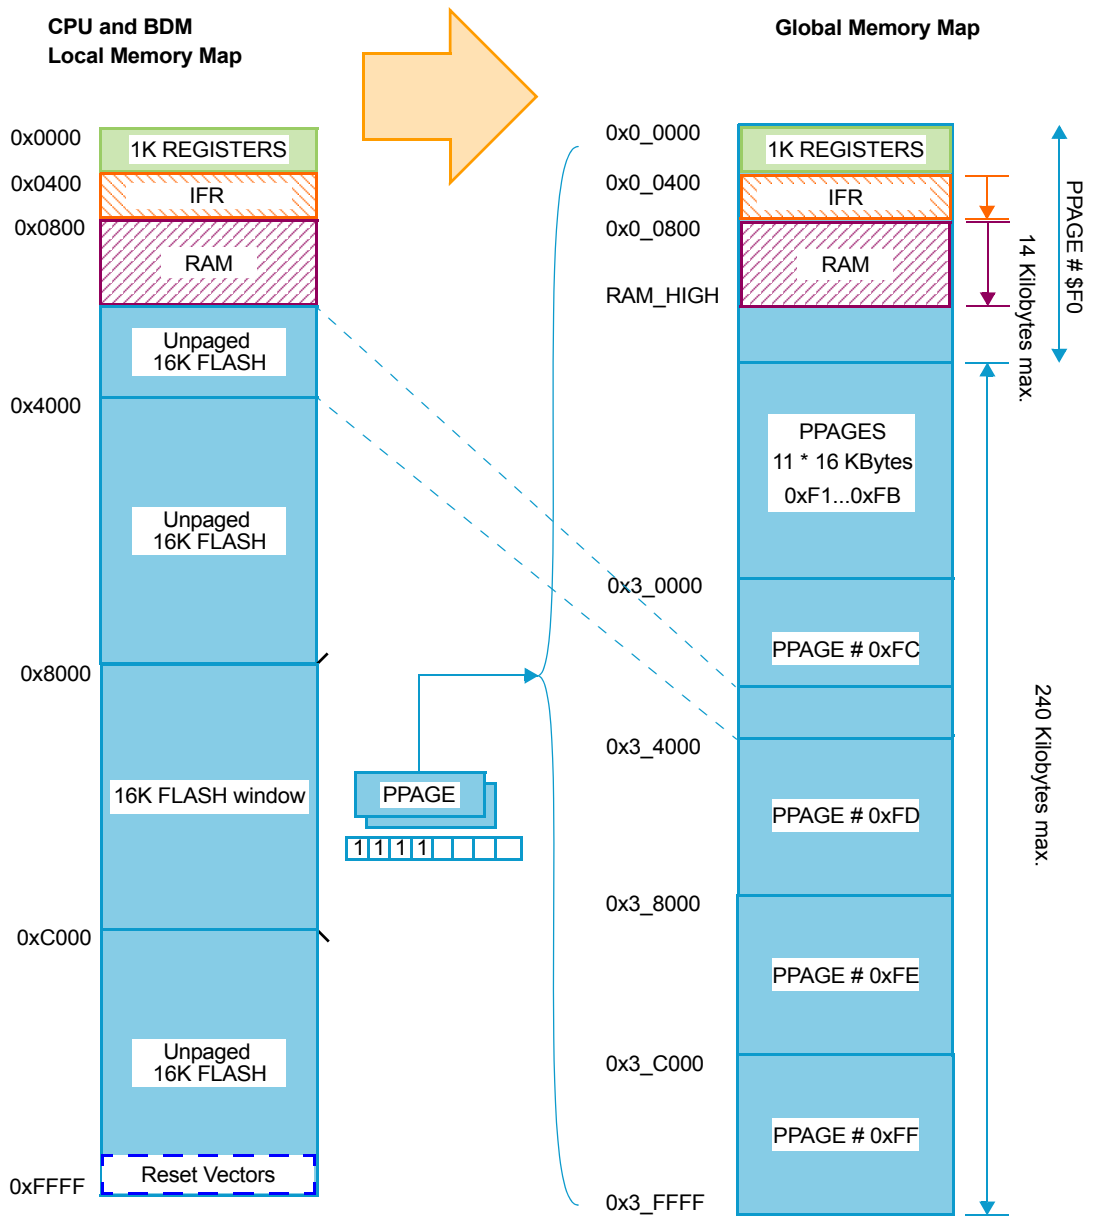 CPU and BDM
Local Memory Map
Global Memory Map
0x0000
1K REGISTERS
0x0400
IFR
0x0800
RAM
Unpaged
16K FLASH
0x4000
Unpaged
16K FLASH
0x8000
16K FLASH window
0xC000
Unpaged
16K FLASH
Reset Vectors
0xFFFF
PPAGE
1 1 1 1
0x0_0000
1K REGISTERS
0x0_0400
IFR
0x0_0800
RAM
RAM_HIGH
PPAGES
11 * 16 KBytes
0xF1...0xFB
0x3_0000
PPAGE # 0xFC
0x3_4000
PPAGE # 0xFD
0x3_8000
PPAGE # 0xFE
0x3_C000
PPAGE # 0xFF
0x3_FFFF
14 Kilobytes max.
PPAGE # $F0
240 Kilobytes max.